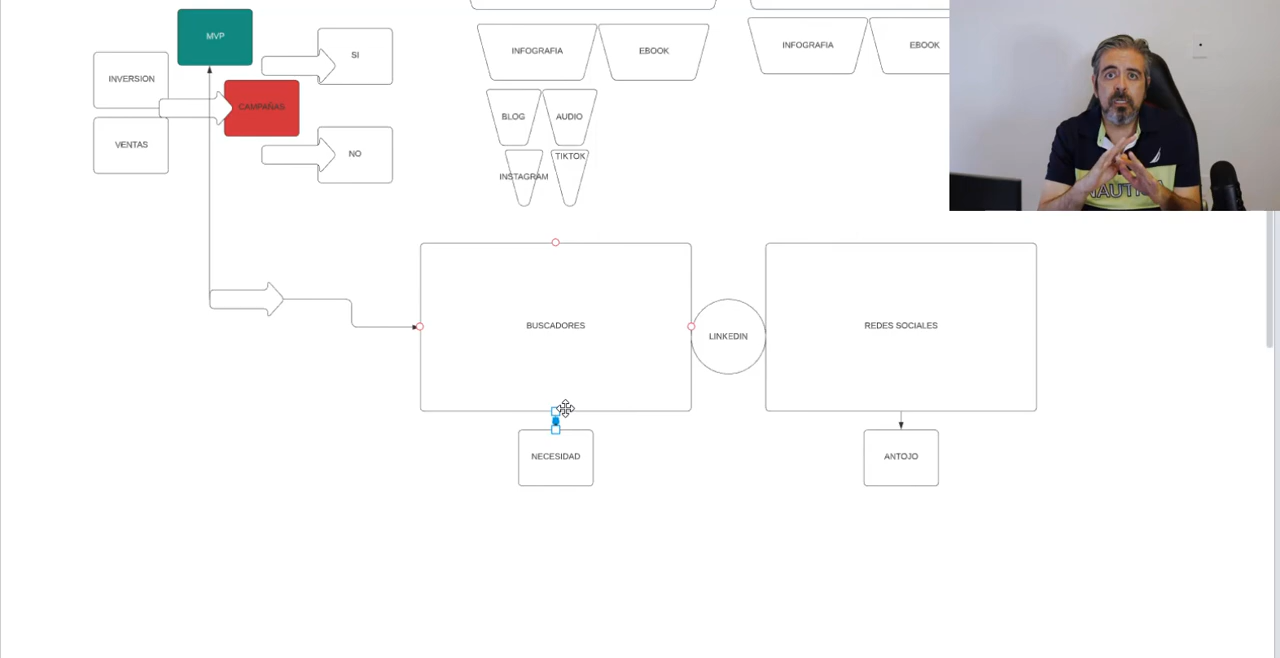 MVP
SI
INVERSION
CAMPAÑAS
VENTAS
NO
INFOGRAFIA
EBOOK
INFOGRAFIA
EBOOK
BLOG
AUDIO
INSTAGRAM
TIKTOK
BUSCADORES
LINKEDIN
REDES SOCIALES
NECESIDAD
ANTOJO
NAUTICA